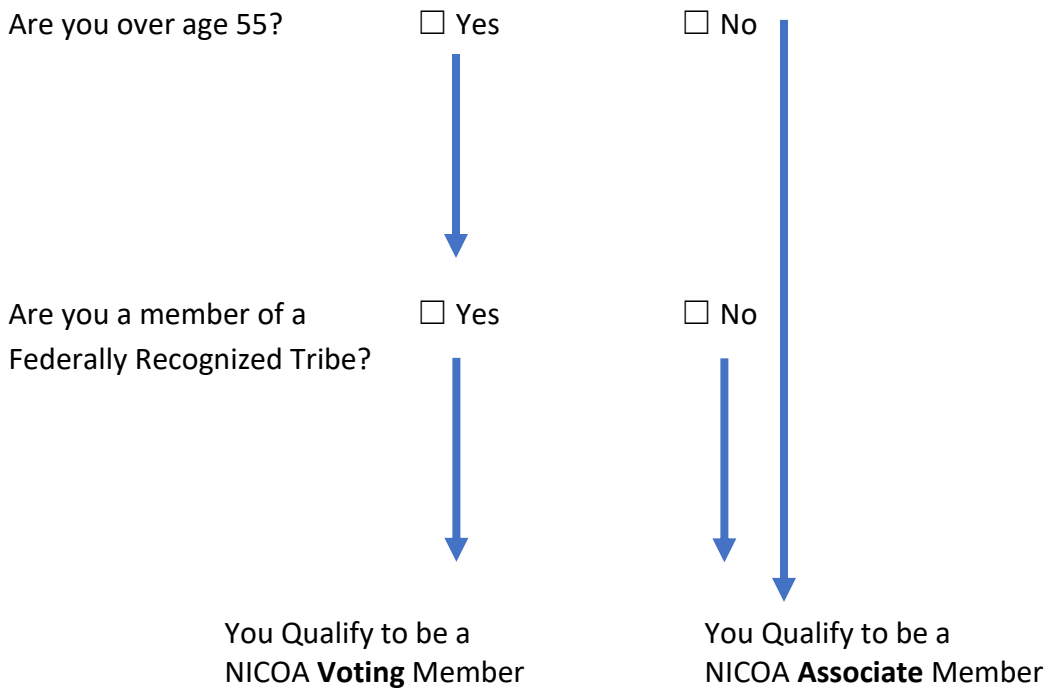 Are you over age 55? ☐ Yes ☐ No
Are you a member of a ☐ Yes ☐ No
Federally Recognized Tribe?
You Qualify to be a You Qualify to be a
NICOA Voting Member NICOA Associate Member